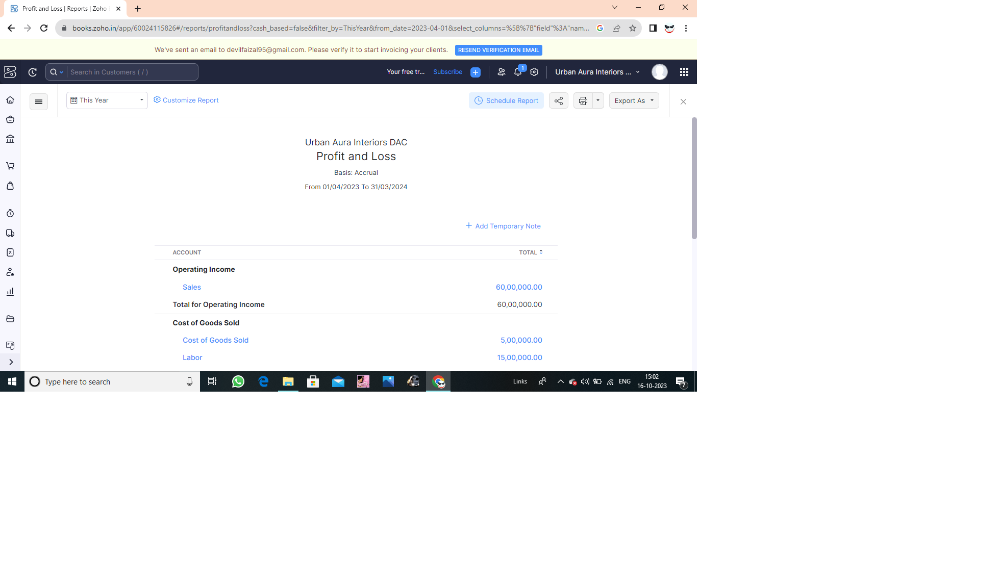 Profit and Loss | Reports | Zoho
books.zoho.in/app/60024115826#/reports/profitandloss?cash_based=false&filter_by=ThisYear&from_date=2023-04-01&select_columns=%5B%7B"field"%3A"nam...
We've sent an email to devilfaizal95@gmail.com. Please verify it to start invoicing your clients. RESEND VERIFICATION EMAIL
Search in Customers ( / ) Your free tr... Subscribe 1 Urban Aura Interiors ...
This Year Customize Report Schedule Report Export As
Urban Aura Interiors DAC
Profit and Loss
Basis: Accrual
From 01/04/2023 To 31/03/2024
Add Temporary Note
ACCOUNT TOTAL
Operating Income
Sales 60,00,000.00
Total for Operating Income 60,00,000.00
Cost of Goods Sold
Cost of Goods Sold 5,00,000.00
Labor 15,00,000.00
Type here to search Links ENG 15:02
16-10-2023 7